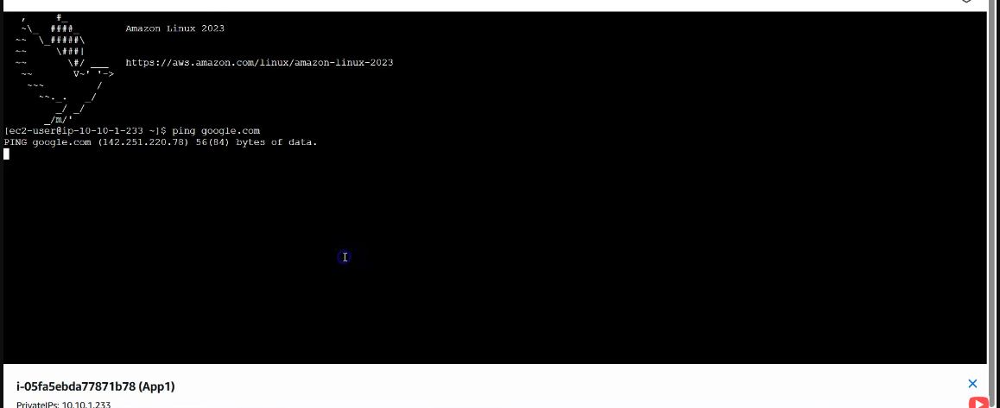 ,     #_
   ~\_  ####_        Amazon Linux 2023
  ~~  \_#####\
  ~~     \###|
  ~~       \#/ ___   https://aws.amazon.com/linux/amazon-linux-2023
   ~~       V~' '->
    ~~~         /
      ~~._.   _/
         _/ _/
       _/m/'
[ec2-user@ip-10-10-1-233 ~]$ ping google.com
PING google.com (142.251.220.78) 56(84) bytes of data.
i-05fa5ebda77871b78 (App1)
PrivateIPs: 10.10.1.233